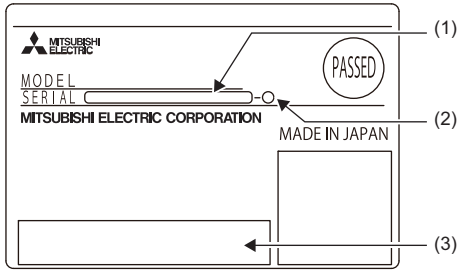 (1)
MITSUBISHI
ELECTRIC
PASSED
MODEL
SERIAL
-
(2)
MITSUBISHI ELECTRIC CORPORATION
MADE IN JAPAN
(3)